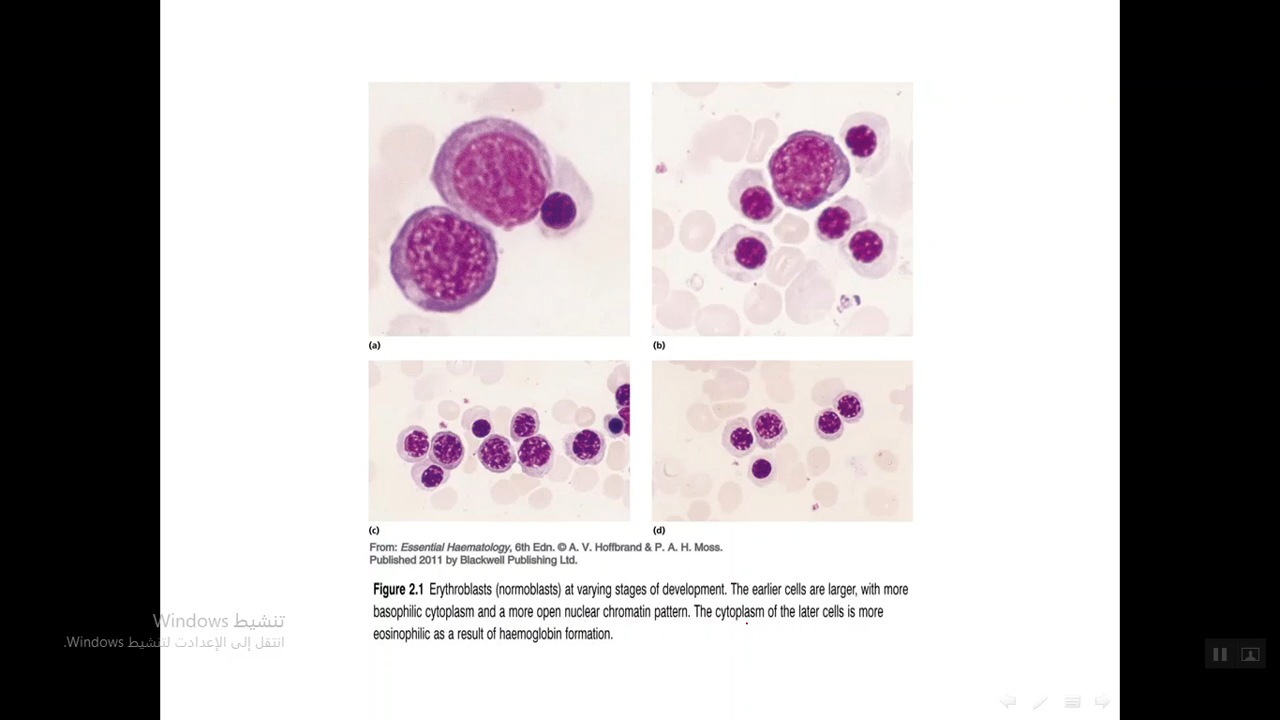 (a)
(b)
(c)
(d)
From: Essential Haematology, 6th Edn. © A. V. Hoffbrand & P. A. H. Moss.
Published 2011 by Blackwell Publishing Ltd.
Figure 2.1 Erythroblasts (normoblasts) at varying stages of development. The earlier cells are larger, with more
basophilic cytoplasm and a more open nuclear chromatin pattern. The cytoplasm of the later cells is more
eosinophilic as a result of haemoglobin formation.
تنشيط Windows
انتقل إلى الإعدادت لتنشيط Windows.